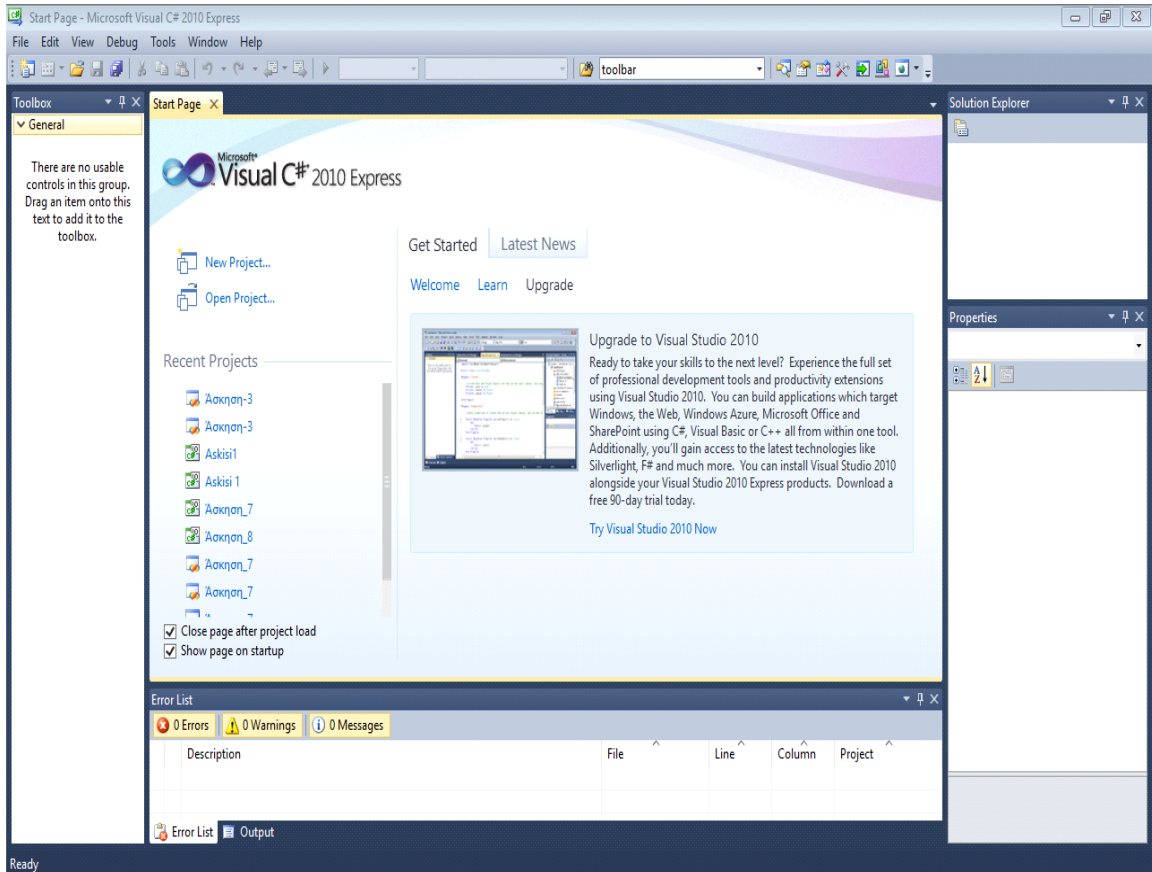 Start Page - Microsoft Visual C# 2010 Express
File Edit View Debug Tools Window Help
toolbar
Toolbox
General
There are no usable
controls in this group.
Drag an item onto this
text to add it to the
toolbox.
Start Page
Microsoft
Visual C# 2010 Express
New Project...
Open Project...
Recent Projects
Άσκηση-3
Άσκηση-3
Askisi1
Askisi 1
Άσκηση_7
Άσκηση_8
Άσκηση_7
Άσκηση_7
Close page after project load
Show page on startup
Get Started Latest News
Welcome Learn Upgrade
Upgrade to Visual Studio 2010
Ready to take your skills to the next level? Experience the full set
of professional development tools and productivity extensions
using Visual Studio 2010. You can build applications which target
Windows, the Web, Windows Azure, Microsoft Office and
SharePoint using C#, Visual Basic or C++ all from within one tool.
Additionally, you'll gain access to the latest technologies like
Silverlight, F# and much more. You can install Visual Studio 2010
alongside your Visual Studio 2010 Express products. Download a
free 90-day trial today.
Try Visual Studio 2010 Now
Solution Explorer
Properties
Error List
0 Errors 0 Warnings 0 Messages
Description File Line Column Project
Error List Output
Ready